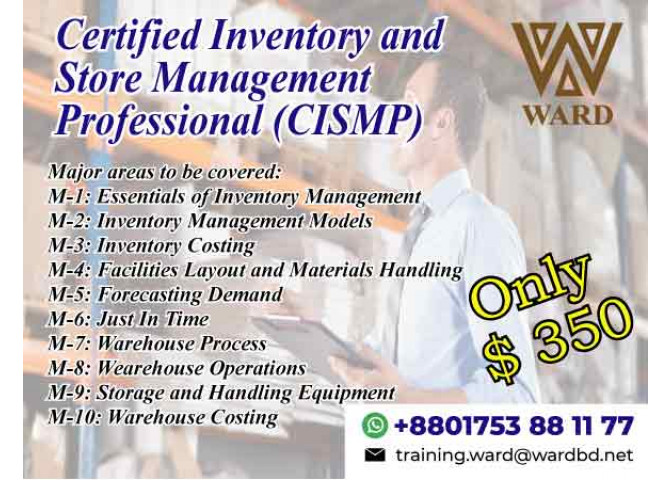 Certified Inventory and
Store Management
Professional (CISMP)
WARD
Major areas to be covered:
M-1: Essentials of Inventory Management
M-2: Inventory Management Models
M-3: Inventory Costing
M-4: Facilities Layout and Materials Handling
M-5: Forecasting Demand
M-6: Just In Time
M-7: Warehouse Process
M-8: Wearehouse Operations
M-9: Storage and Handling Equipment
M-10: Warehouse Costing
Only
$ 350
+8801753 88 11 77
training.ward@wardbd.net